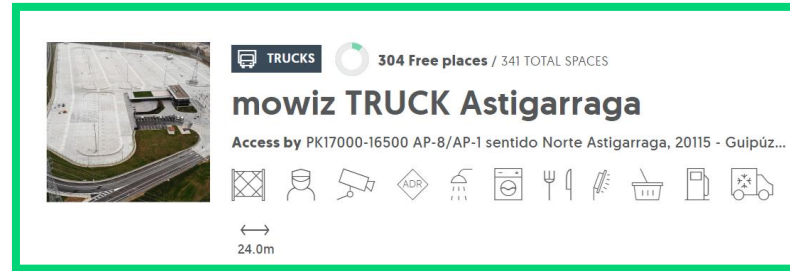 TRUCKS 304 Free places / 341 TOTAL SPACES
mowiz TRUCK Astigarraga
Access by PK17000-16500 AP-8/AP-1 sentido Norte Astigarraga, 20115 - Guipúz...
ADR
24.0m